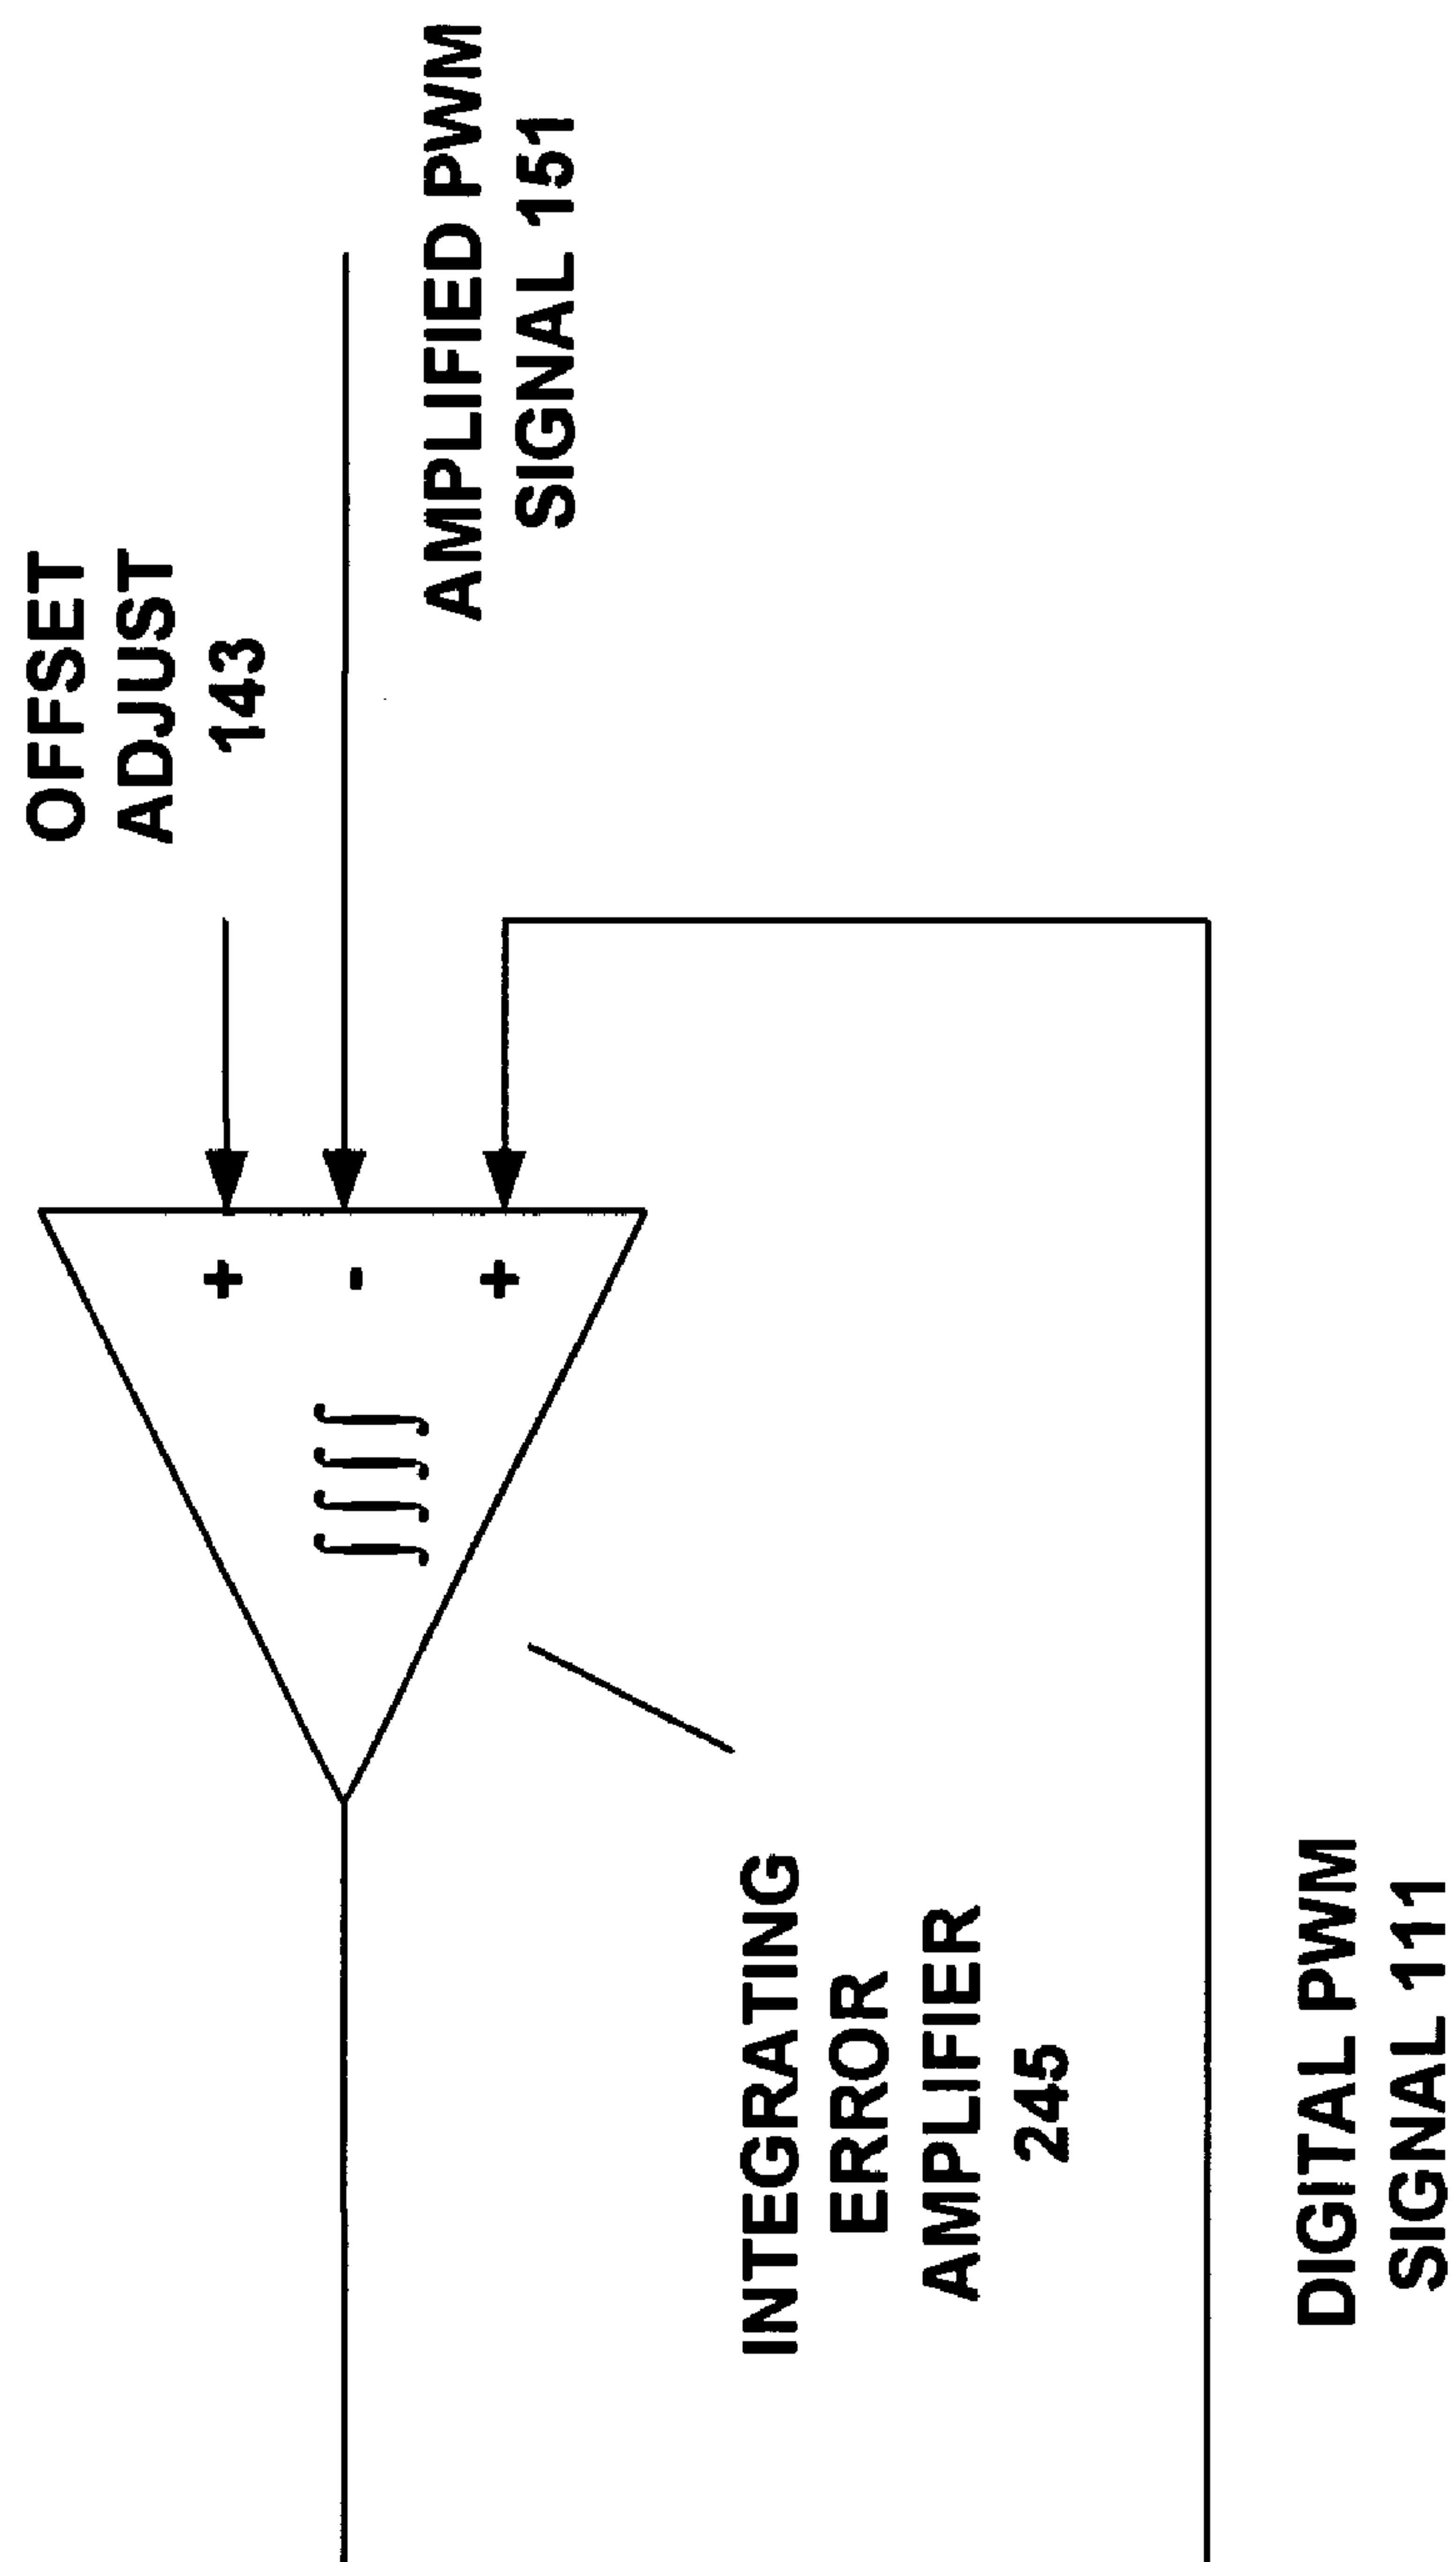 OFFSET
ADJUST
143
AMPLIFIED PWM
SIGNAL 151
+
-
+
∫∫∫∫
INTEGRATING
ERROR
AMPLIFIER
245
DIGITAL PWM
SIGNAL 111